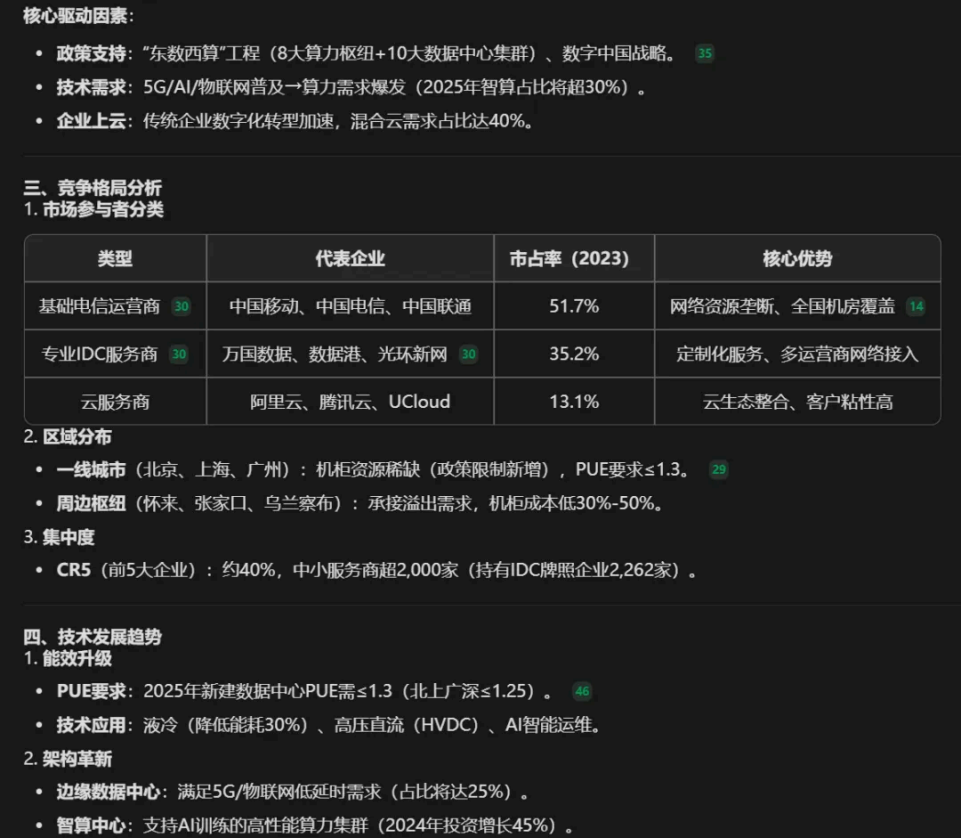 核心驱动因素：
• 政策支持：“东数西算”工程（8大算力枢纽+10大数据中心集群）、数字中国战略。 35
• 技术需求：5G/AI/物联网普及→算力需求爆发（2025年智算占比将超30%）。
• 企业上云：传统企业数字化转型加速，混合云需求占比达40%。
三、竞争格局分析
1. 市场参与者分类
类型 代表企业 市占率（2023） 核心优势
基础电信运营商 30 中国移动、中国电信、中国联通 51.7% 网络资源垄断、全国机房覆盖 14
专业IDC服务商 30 万国数据、数据港、光环新网 30 35.2% 定制化服务、多运营商网络接入
云服务商 阿里云、腾讯云、UCloud 13.1% 云生态整合、客户粘性高
2. 区域分布
• 一线城市（北京、上海、广州）：机柜资源稀缺（政策限制新增），PUE要求≤1.3。 29
• 周边枢纽（怀来、张家口、乌兰察布）：承接溢出需求，机柜成本低30%-50%。
3. 集中度
• CR5（前5大企业）：约40%，中小服务商超2,000家（持有IDC牌照企业2,262家）。
四、技术发展趋势
1. 能效升级
• PUE要求：2025年新建数据中心PUE需≤1.3（北上广深≤1.25）。 46
• 技术应用：液冷（降低能耗30%）、高压直流（HVDC）、AI智能运维。
2. 架构革新
• 边缘数据中心：满足5G/物联网低延时需求（占比将达25%）。
• 智算中心：支持AI训练的高性能算力集群（2024年投资增长45%）。